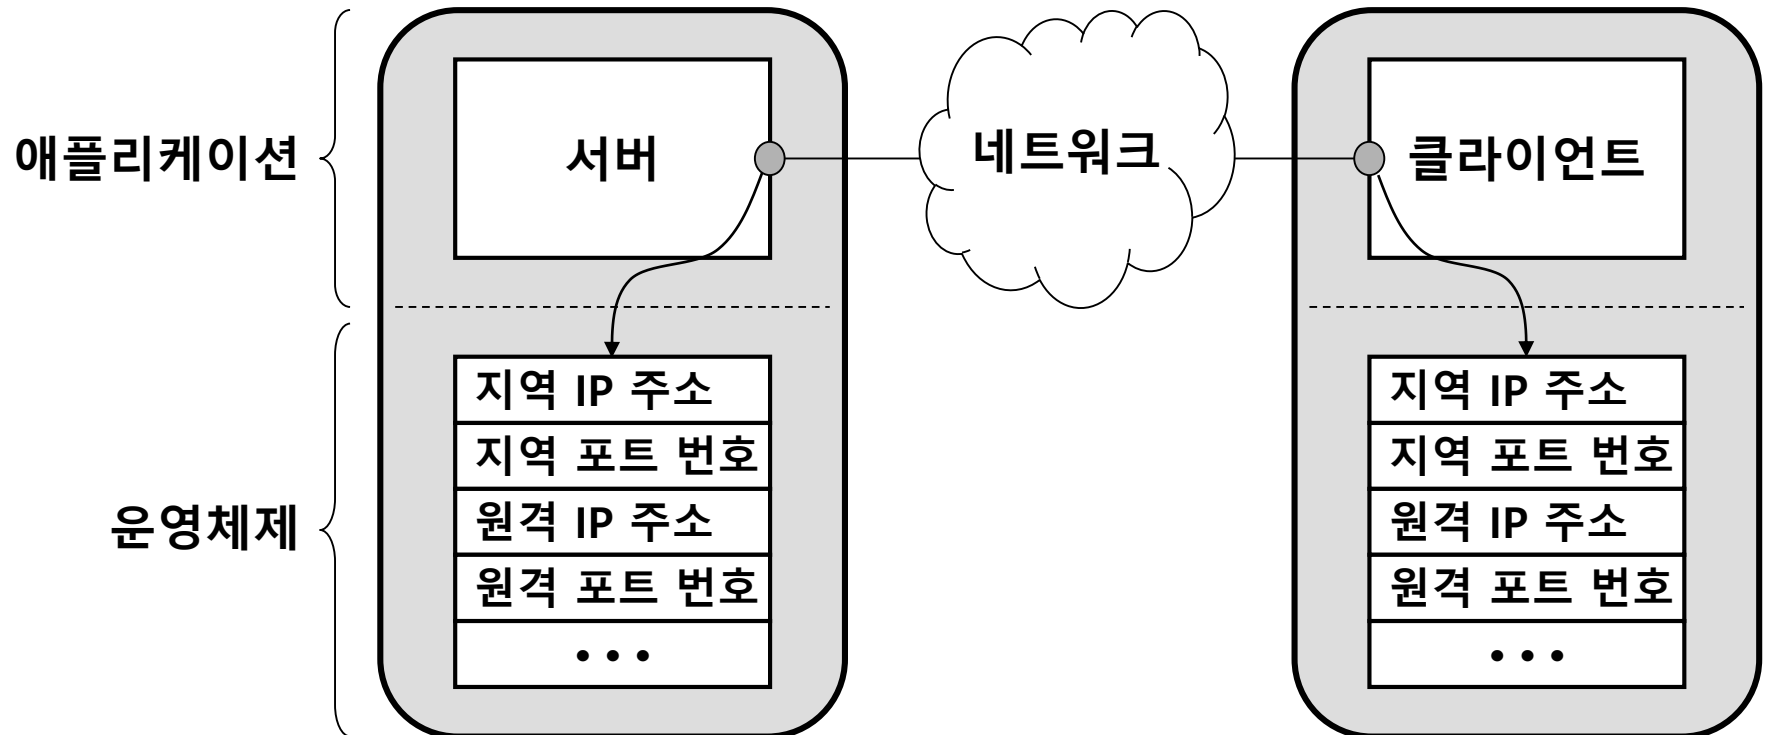 애플리케이션
서버
네트워크
클라이언트
운영체제
지역 IP 주소
지역 포트 번호
원격 IP 주소
원격 포트 번호
• • •
지역 IP 주소
지역 포트 번호
원격 IP 주소
원격 포트 번호
• • •